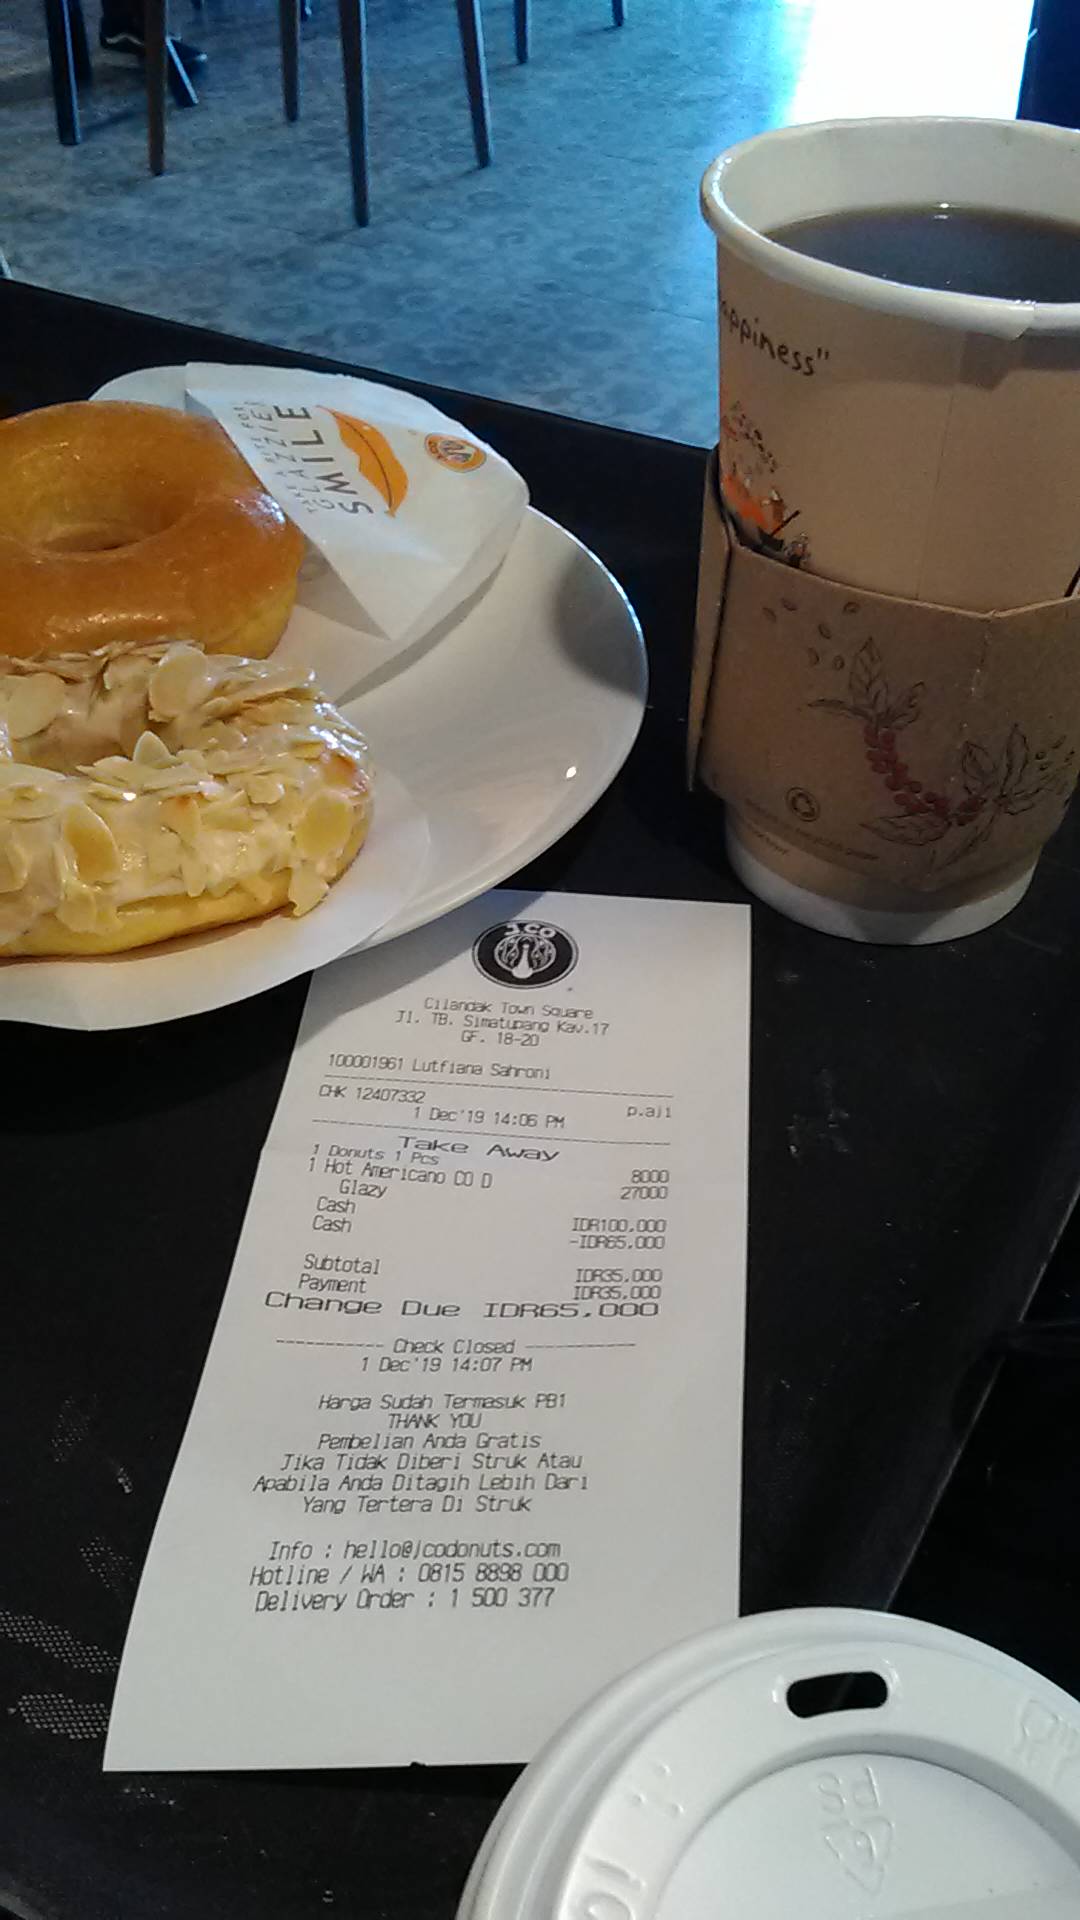 appiness"
GLAZZIE
SMILE
J.CO
J.CO
Cilandak Town Square
Jl. TB. Simatupang Kav.17
GF. 18-20
100001961 Lutfiana Sahroni
CHK 12407332 p.aji
1 Dec'19 14:06 PM
Take Away
1 Donuts 1 Pcs 8000
1 Hot Americano CO D 27000
Glazy
Cash IDR100,000
Cash -IDR65,000
Subtotal IDR35,000
Payment IDR35,000
Change Due IDR65,000
----------- Check Closed -----------
1 Dec'19 14:07 PM
Harga Sudah Termasuk PB1
THANK YOU
Pembelian Anda Gratis
Jika Tidak Diberi Struk Atau
Apabila Anda Ditagih Lebih Dari
Yang Tertera Di Struk
Info : hello@jcodonuts.com
Hotline / WA : 0815 8898 000
Delivery Order : 1 500 377
PS
6